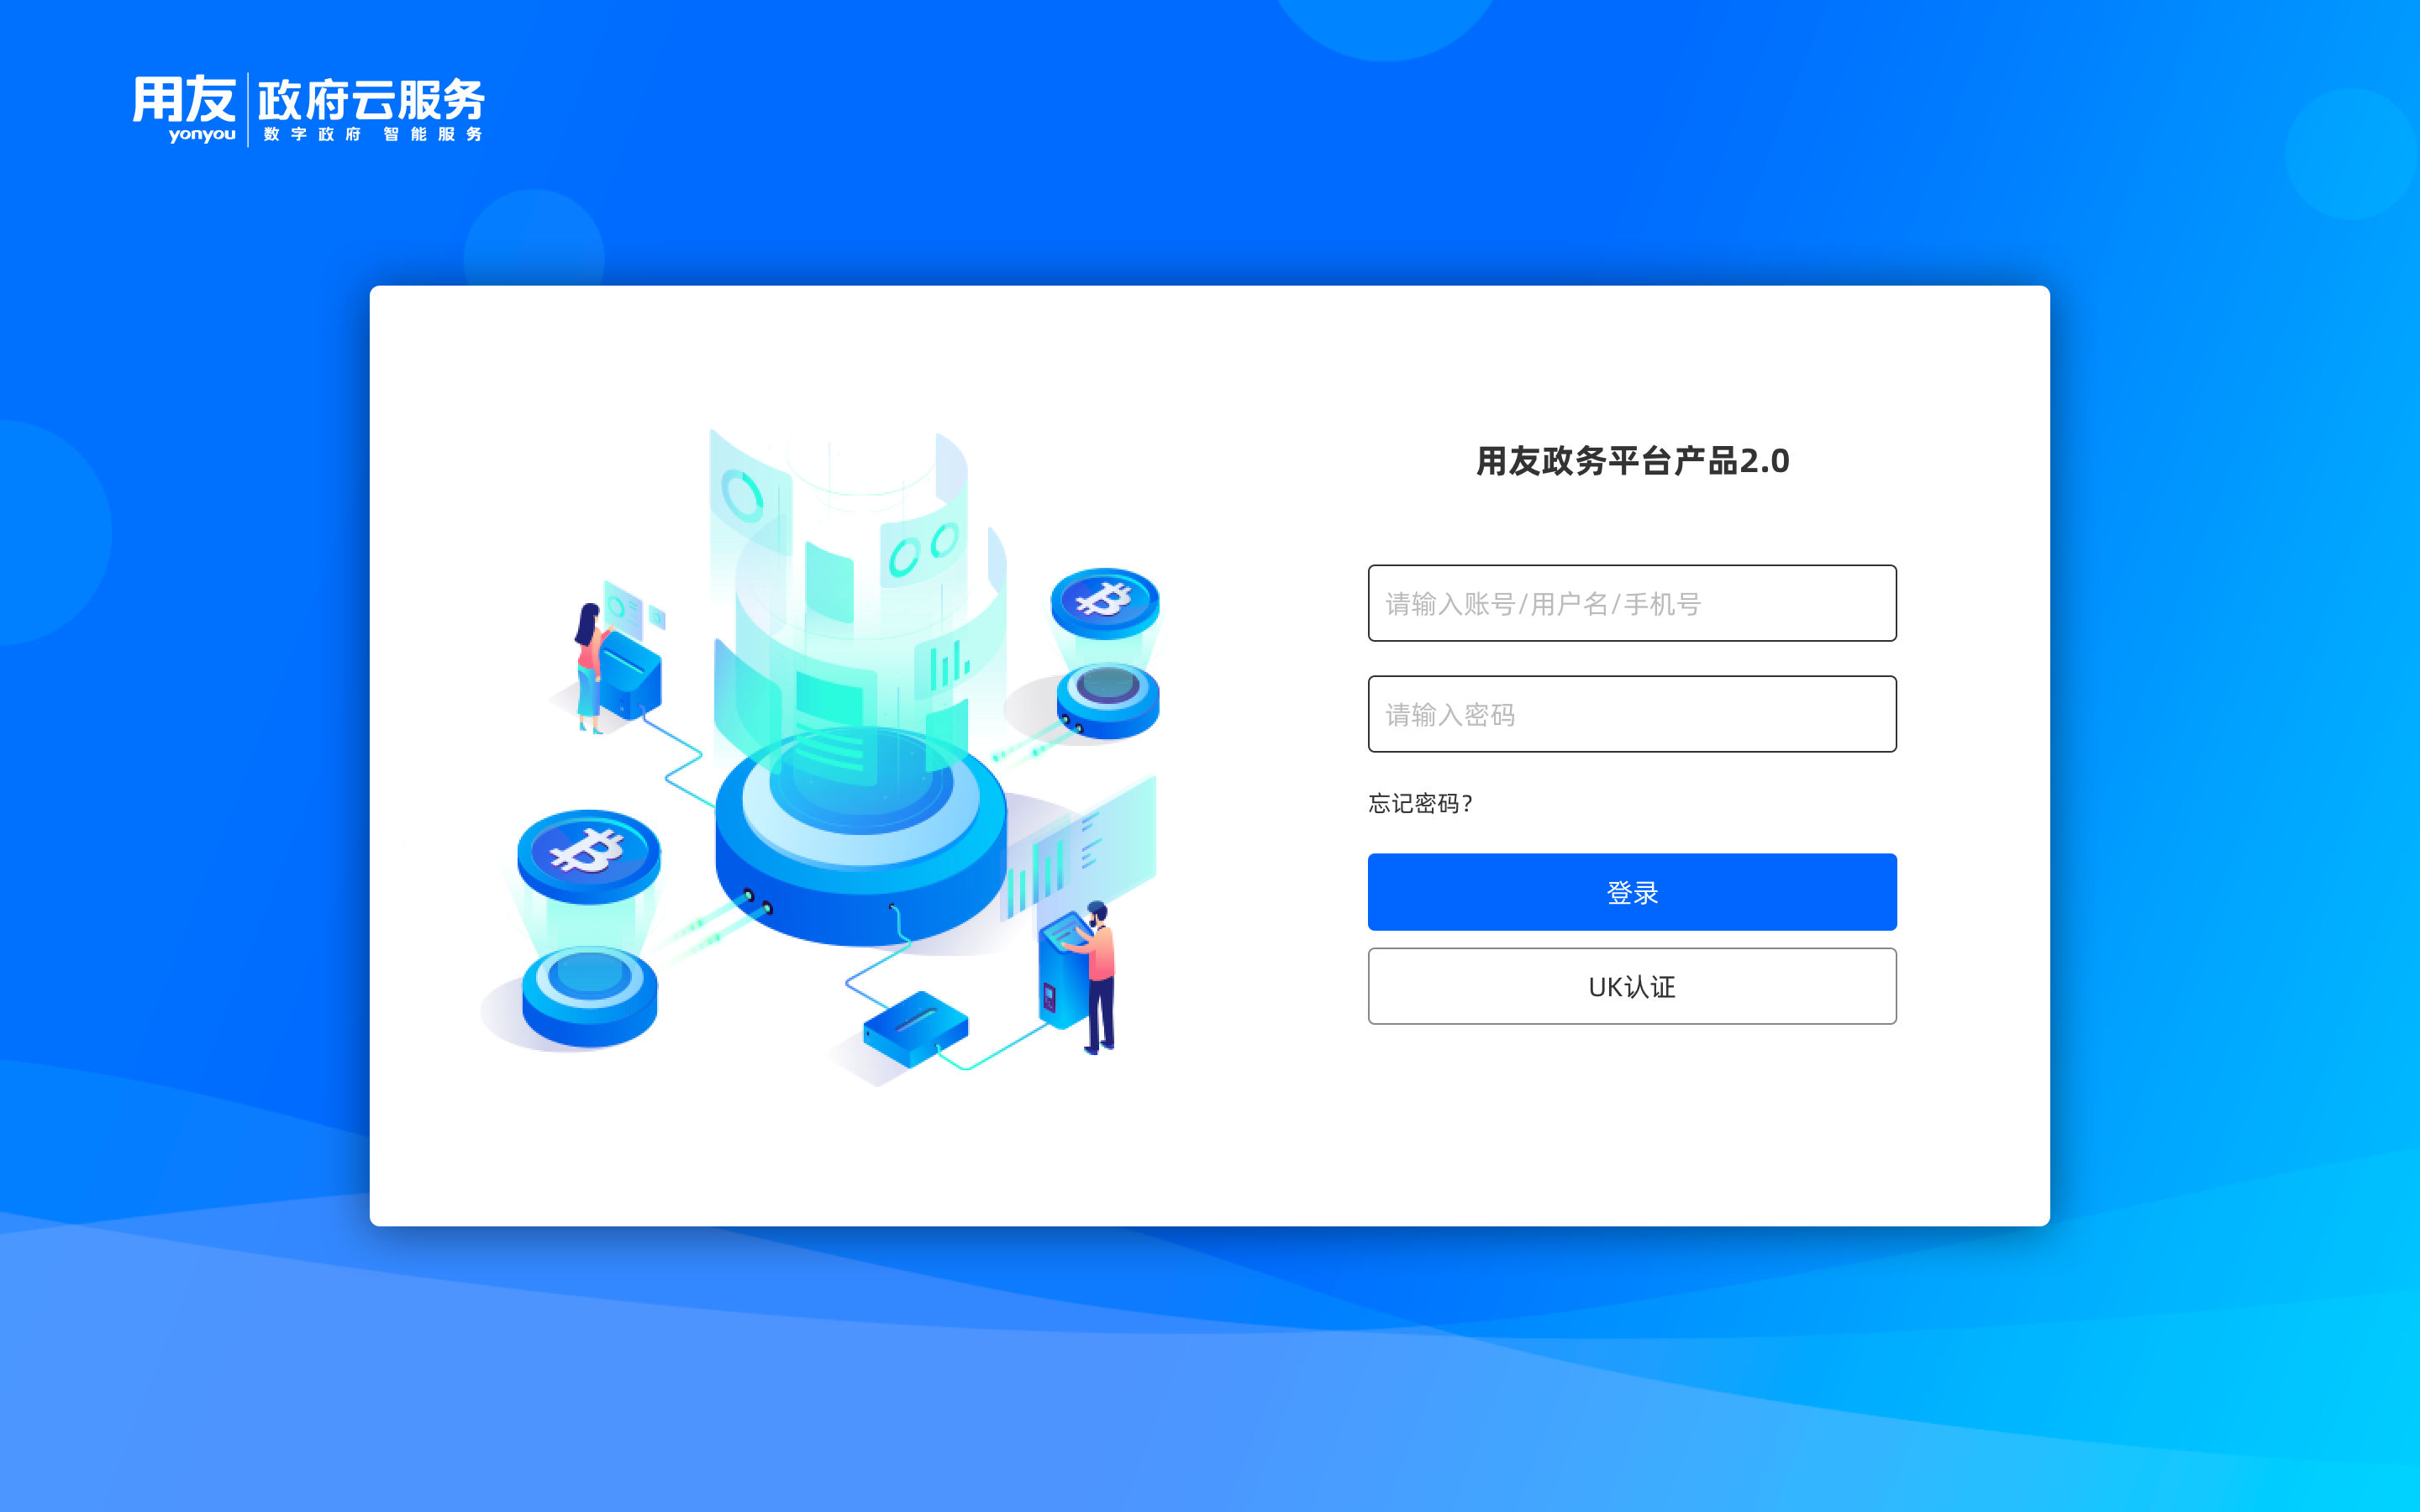 用友 政府云服务
yonyou 数字政府 智能服务
用友政务平台产品2.0
请输入账号/用户名/手机号
请输入密码
忘记密码?
登录
UK认证